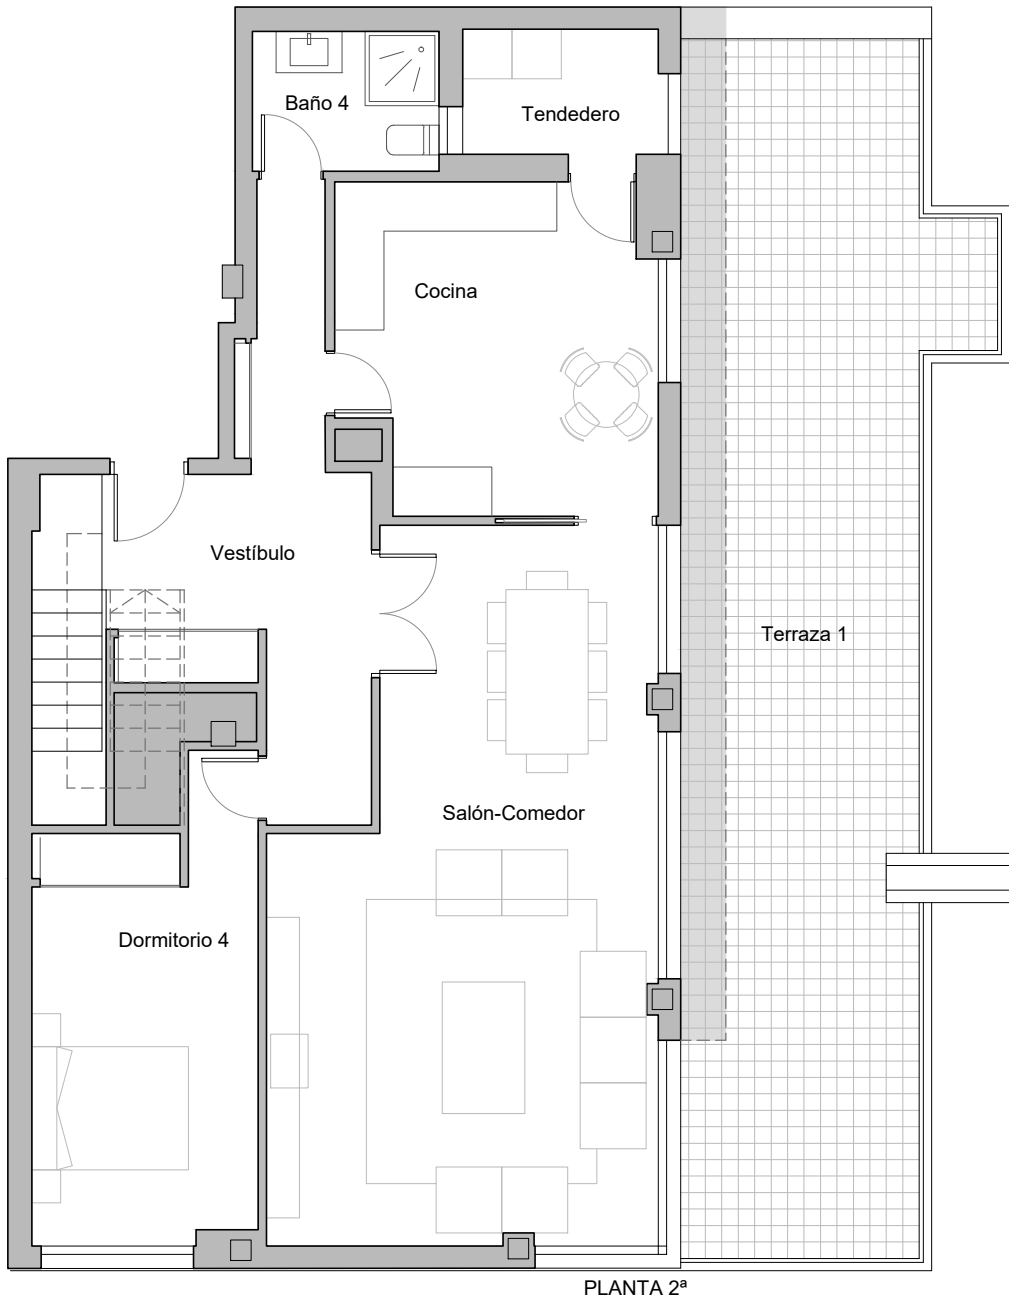 Baño 4
Tendedero
Cocina
Vestíbulo
Terraza 1
Salón-Comedor
Dormitorio 4
PLANTA 2ª